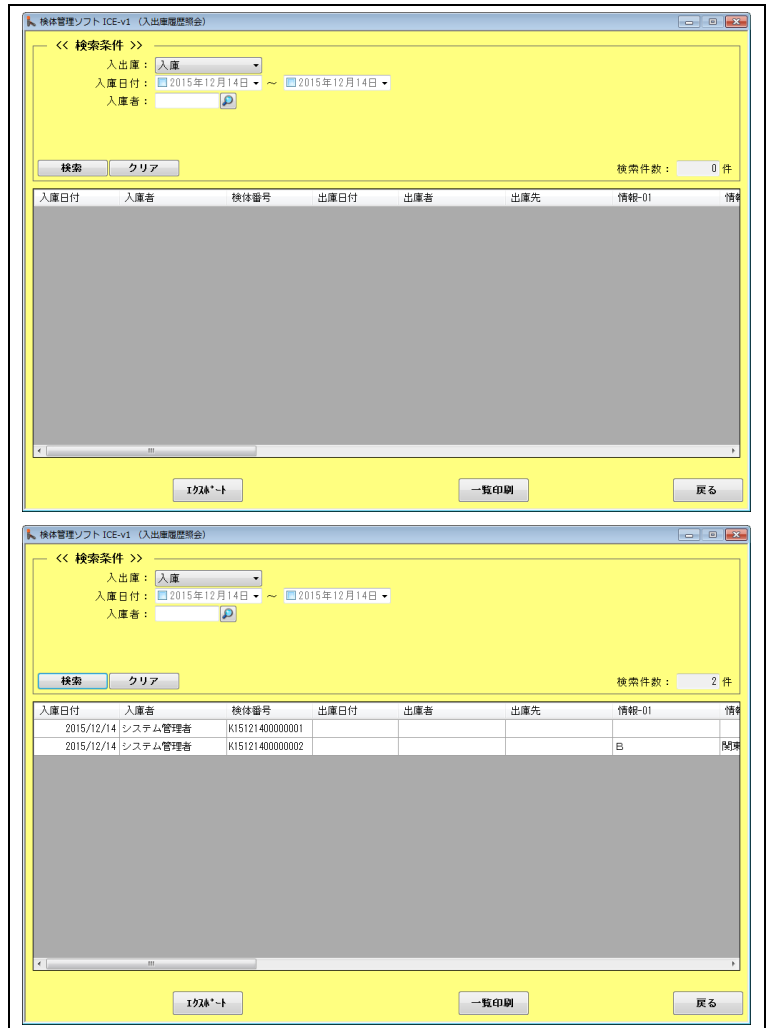 検体管理ソフト ICE-v1 （入出庫履歴照会）
<< 検索条件 >>
入出庫： 入庫
入庫日付： 2015年12月14日 ～ 2015年12月14日
入庫者：
検索 クリア 検索件数： 0 件
入庫日付 入庫者 検体番号 出庫日付 出庫者 出庫先 情報-01 情報
ｴｸｽﾎﾟｰﾄ 一覧印刷 戻る
検体管理ソフト ICE-v1 （入出庫履歴照会）
<< 検索条件 >>
入出庫： 入庫
入庫日付： 2015年12月14日 ～ 2015年12月14日
入庫者：
検索 クリア 検索件数： 2 件
入庫日付 入庫者 検体番号 出庫日付 出庫者 出庫先 情報-01 情報
2015/12/14 システム管理者 K15121400000001
2015/12/14 システム管理者 K15121400000002 B 関東
ｴｸｽﾎﾟｰﾄ 一覧印刷 戻る